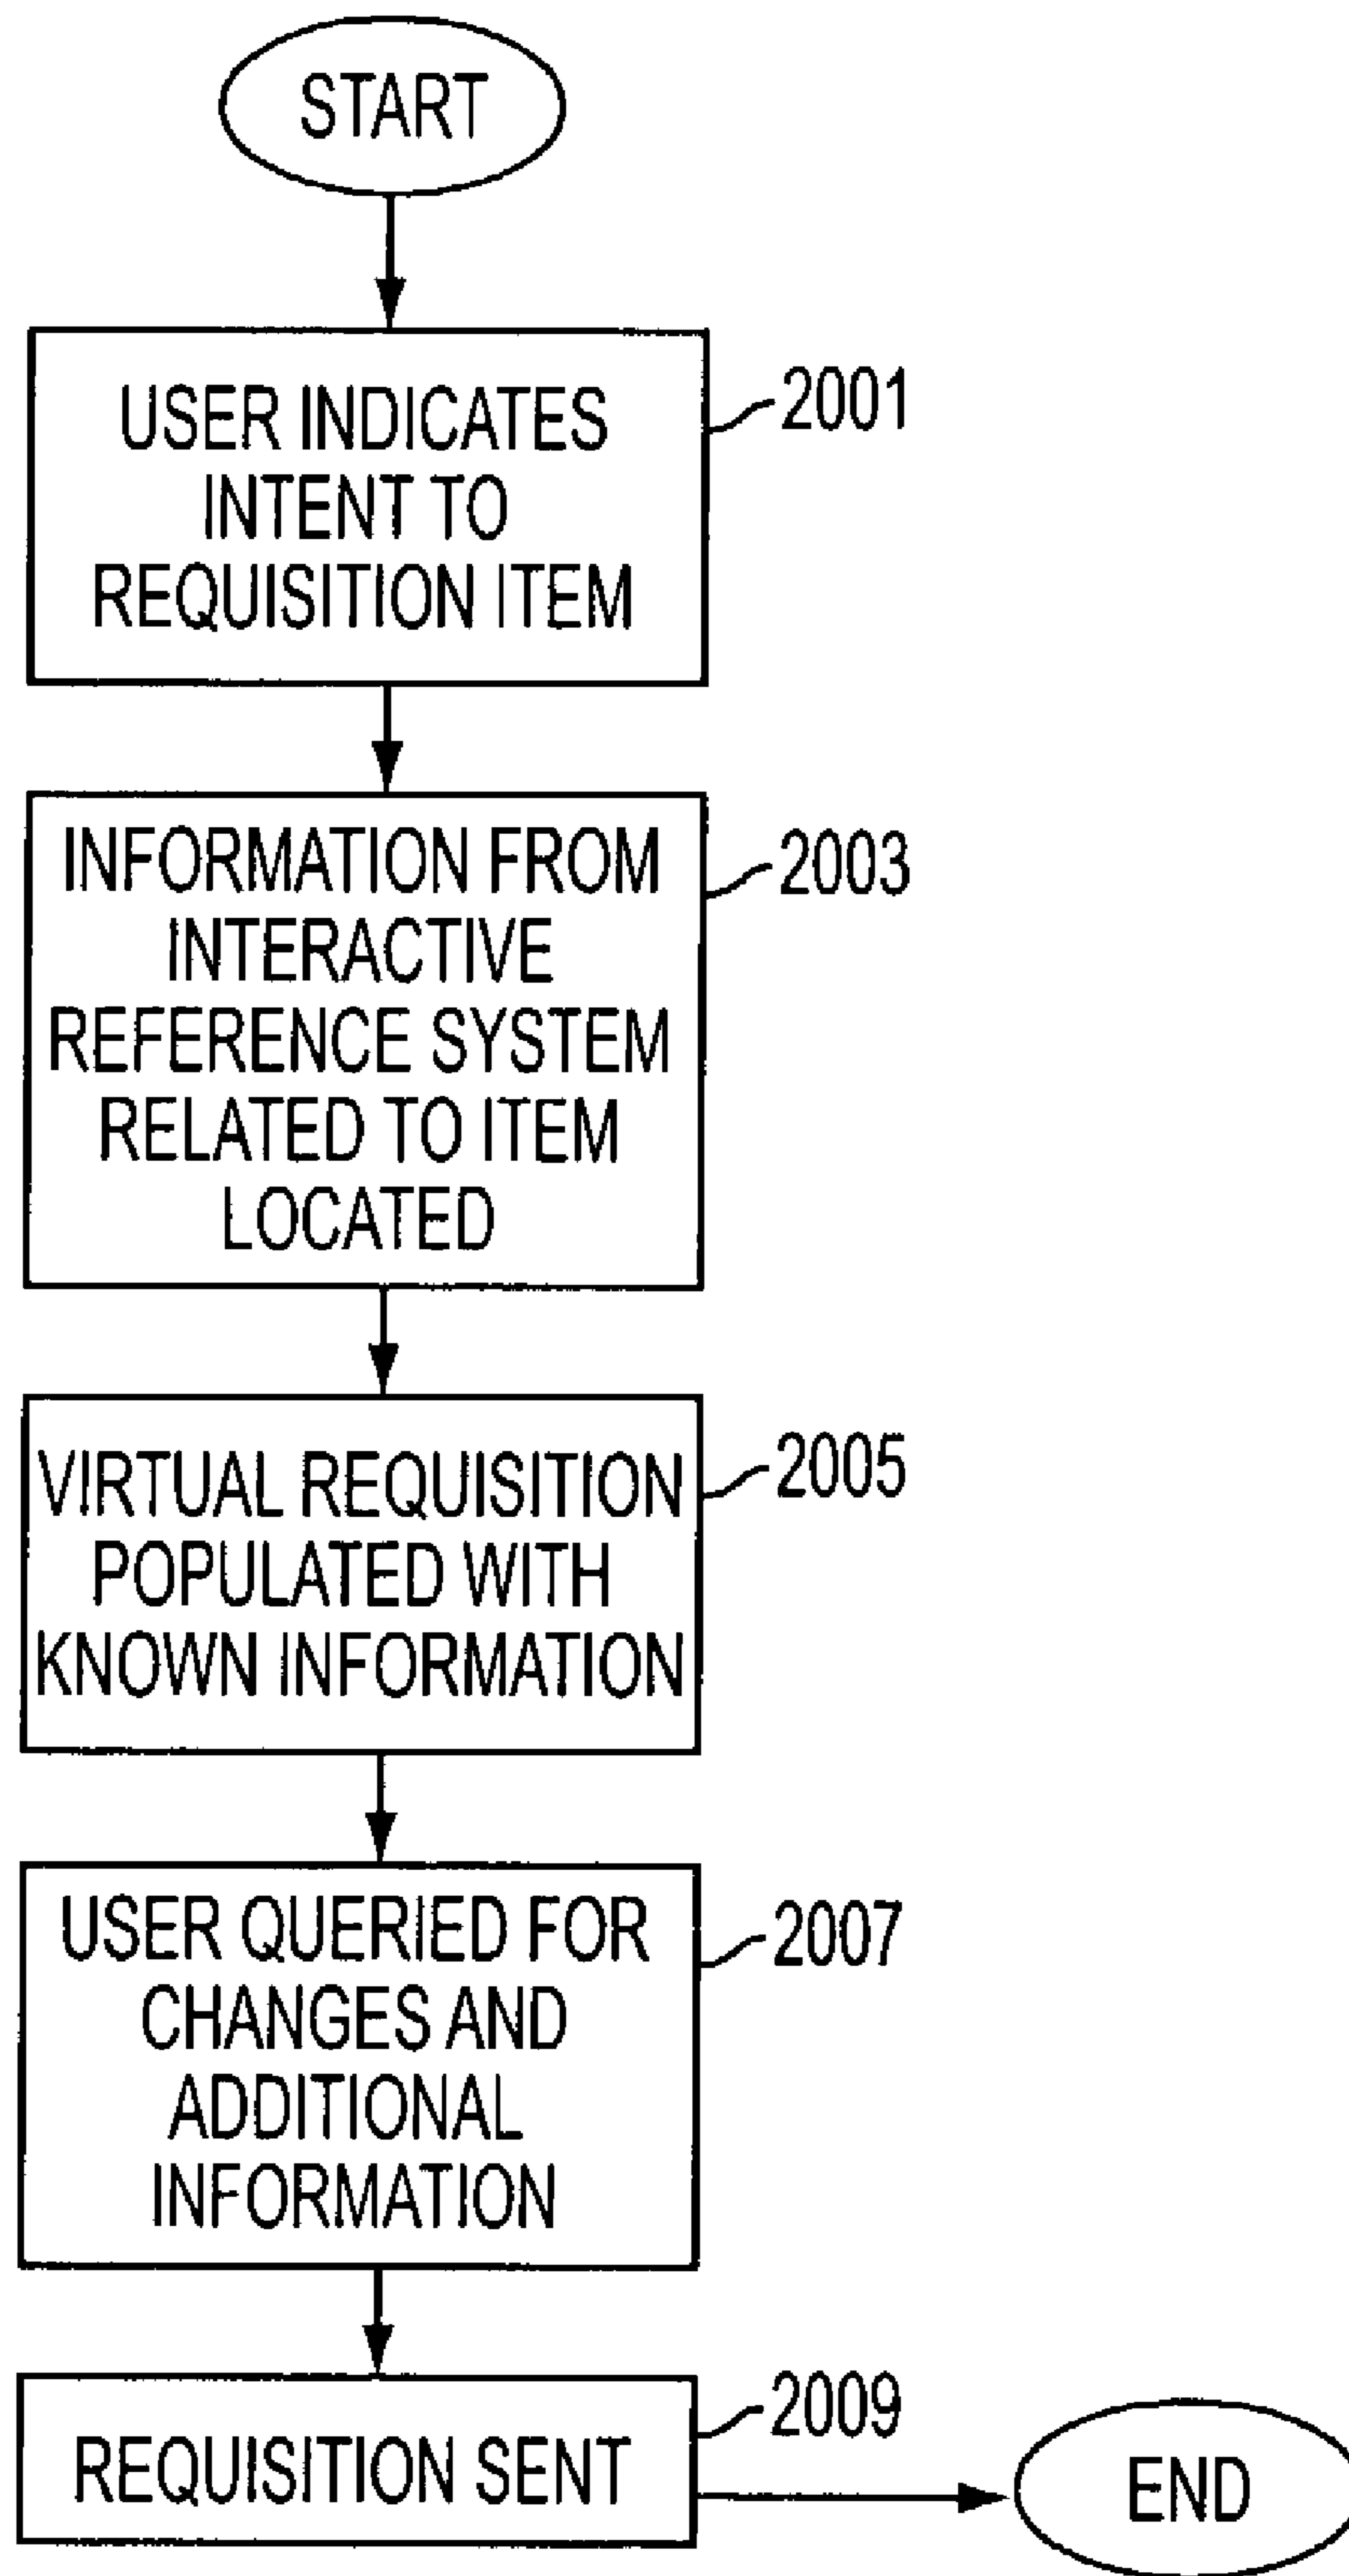 START
USER INDICATES
INTENT TO
REQUISITION ITEM
2001
INFORMATION FROM
INTERACTIVE
REFERENCE SYSTEM
RELATED TO ITEM
LOCATED
2003
VIRTUAL REQUISITION
POPULATED WITH
KNOWN INFORMATION
2005
USER QUERIED FOR
CHANGES AND
ADDITIONAL
INFORMATION
2007
REQUISITION SENT
2009
END